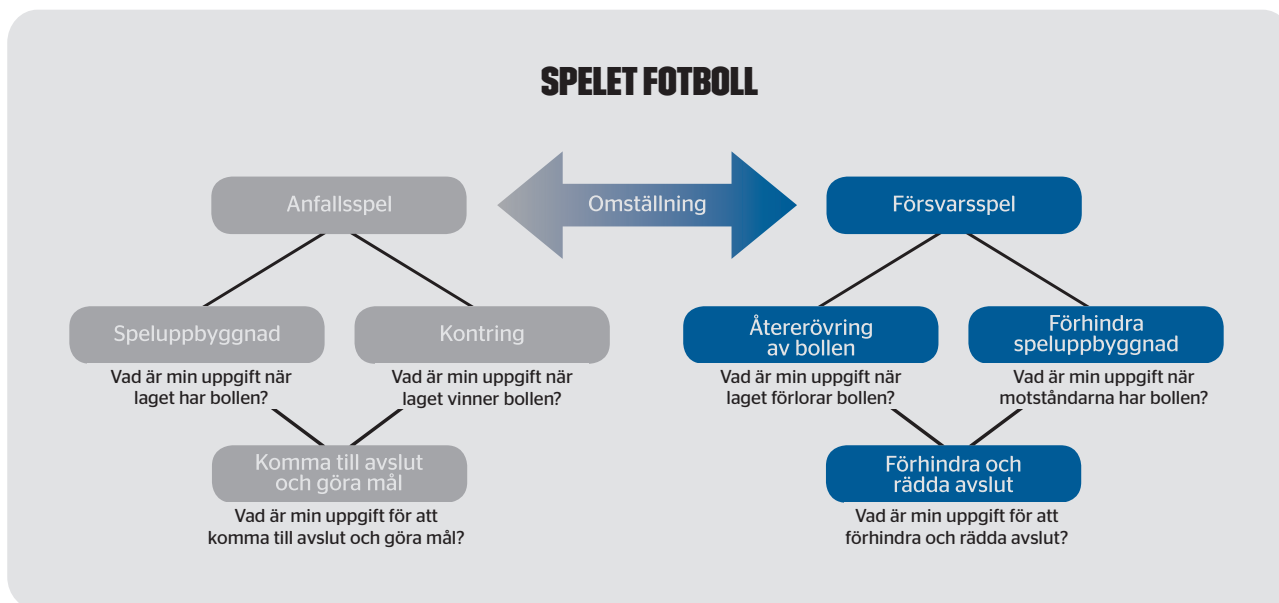 SPELET FOTBOLL
Anfallsspel
Omställning
Försvarsspel
Speluppbyggnad
Kontring
Återerövring
av bollen
Förhindra
speluppbyggnad
Vad är min uppgift när
laget har bollen?
Vad är min uppgift när
laget vinner bollen?
Vad är min uppgift när
laget förlorar bollen?
Vad är min uppgift när
motståndarna har bollen?
Komma till avslut
och göra mål
Förhindra och
rädda avslut
Vad är min uppgift för att
komma till avslut och göra mål?
Vad är min uppgift för att
förhindra och rädda avslut?